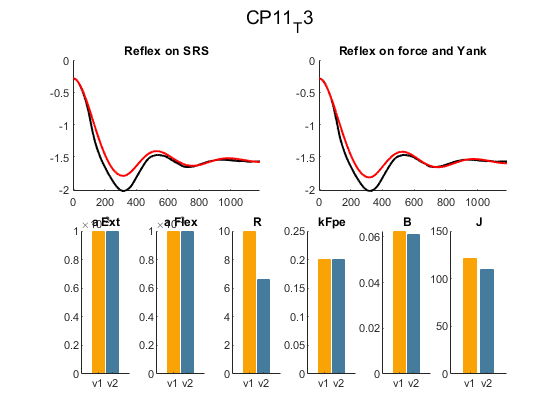 CP11_T3
Reflex on SRS
Reflex on force and Yank
0
-0.5
-1
-1.5
-2
0 200 400 600 800 1000
0
-0.5
-1
-1.5
-2
0 200 400 600 800 1000
aExt
1
0.8
0.6
0.4
0.2
0
v1 v2
aFlex
1
0.8
0.6
0.4
0.2
0
v1 v2
R
10
8
6
4
2
0
v1 v2
kFpe
0.25
0.2
0.15
0.1
0.05
0
v1 v2
B
0.06
0.04
0.02
0
v1 v2
J
150
100
50
0
v1 v2